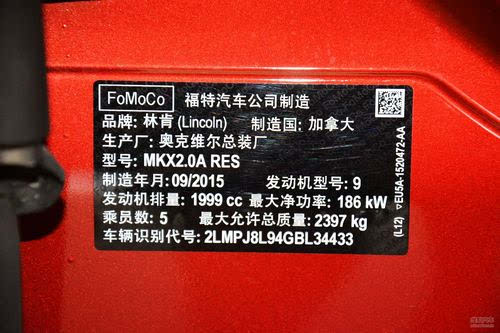 FoMoCo 福特汽车公司制造
品牌: 林肯 (Lincoln) 制造国: 加拿大
生产厂: 奥克维尔总装厂
型号: MKX2.0A RES
制造年月: 09/2015 发动机型号: 9
发动机排量: 1999 cc 最大净功率: 186 kW
乘员数: 5 最大允许总质量: 2397 kg
车辆识别代号: 2LMPJ8L94GBL34433
(L12) ▽EU5A-1520472-AA